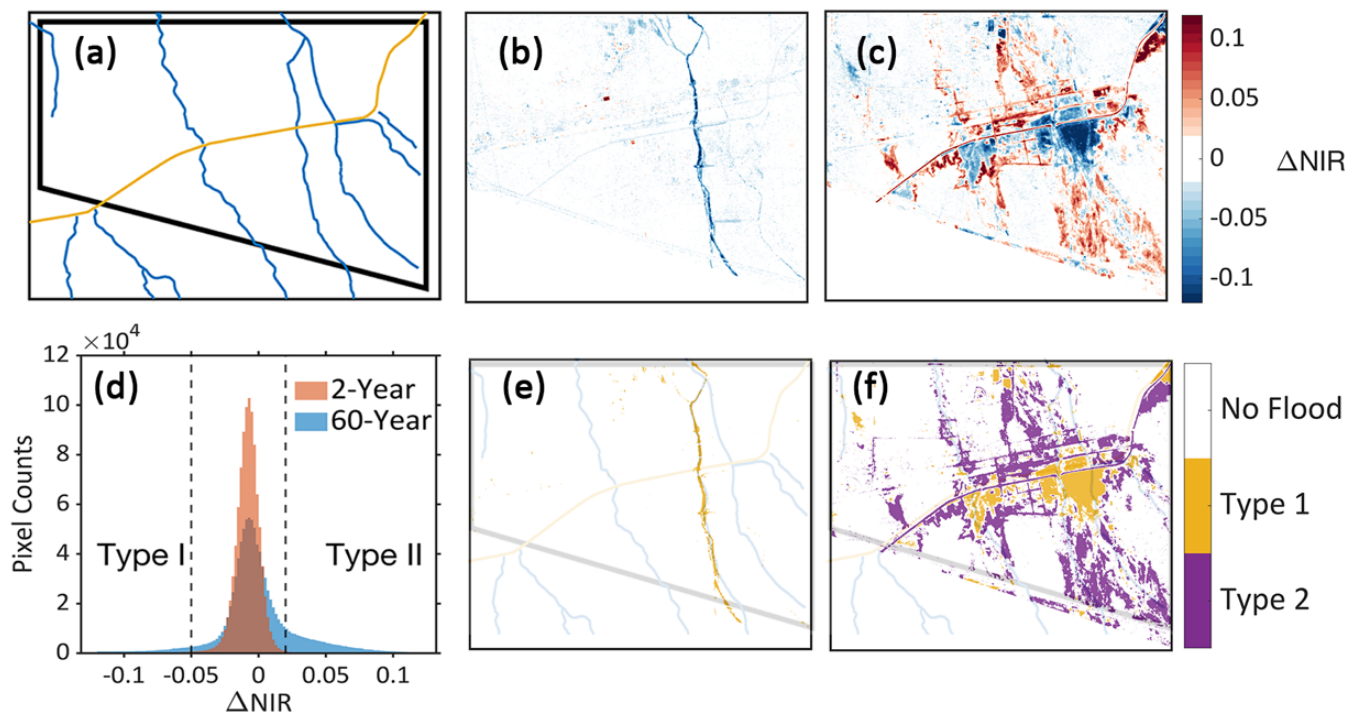 (a)
(b)
(c)
0.1
0.05
0
-0.05
-0.1
ΔNIR
×10⁴
12
10
8
6
4
2
0
Pixel Counts
(d)
2-Year
60-Year
Type I
Type II
-0.1
-0.05
0
0.05
0.1
ΔNIR
(e)
(f)
No Flood
Type 1
Type 2